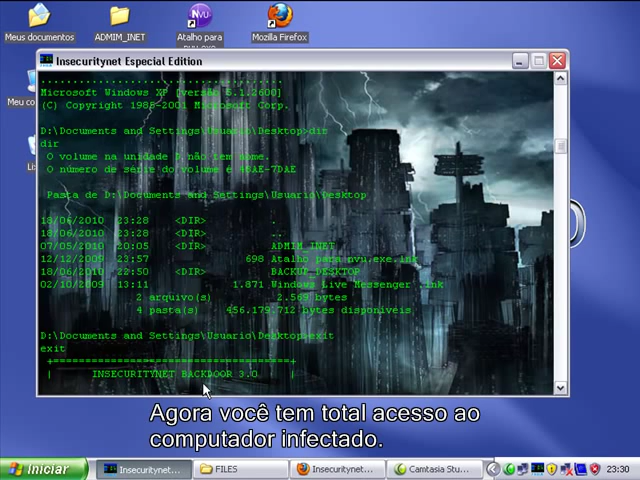 Meus documentos
ADMIM_INET
Atalho para
Mozilla Firefox
Insecuritynet Especial Edition
Microsoft Windows XP [versão 5.1.2600]
(C) Copyright 1985-2001 Microsoft Corp.
D:\Documents and Settings\Usuario\Desktop>dir
dir
O volume na unidade D não tem nome.
O número de série do volume é
Pasta de D:\Documents and Settings\Usuario\Desktop
18/06/2010 23:28 <DIR> .
18/06/2010 23:28 <DIR> ..
07/05/2010 20:05 <DIR> ADMIM_INET
12/12/2009 23:57 698 Atalho para nvu.exe.lnk
18/06/2010 22:50 <DIR> BACKUP_DESKTOP
02/10/2009 13:11 1.871 Windows Live Messenger .lnk
2 arquivo(s) 2.569 bytes
4 pasta(s) 456.179.712 bytes disponíveis
D:\Documents and Settings\Usuario\Desktop>exit
exit
+=====================================+
| INSECURITYNET BACKDOOR 3.0 |
Agora você tem total acesso ao
computador infectado.
Iniciar
Insecuritynet ...
FILES
Insecuritynet...
Camtasia Stu...
23:30